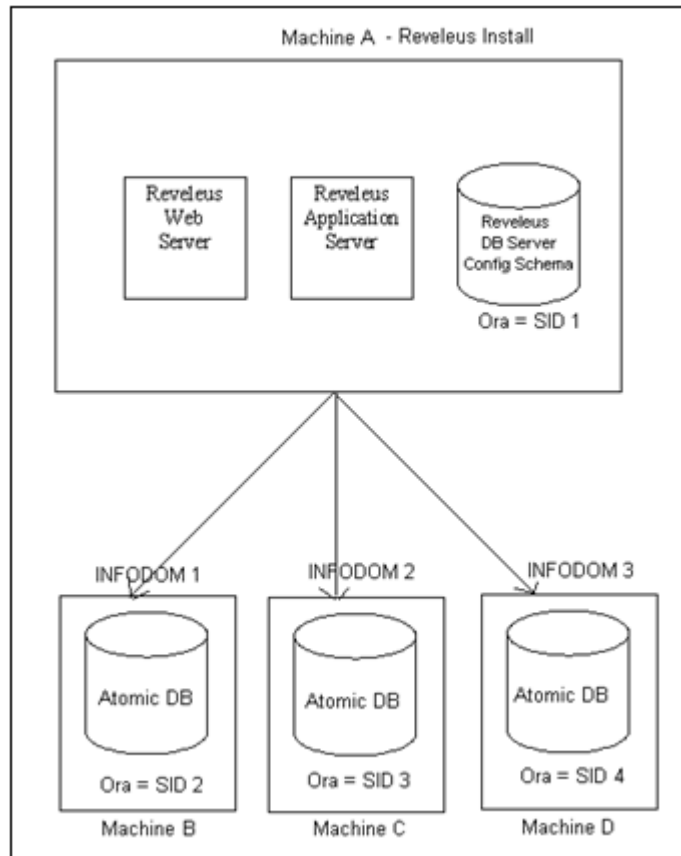 Machine A - Reveleus Install
Reveleus
Web
Server
Reveleus
Application
Server
Reveleus
DB Server
Config Schema
Ora = SID 1
INFODOM 1
INFODOM 2
INFODOM 3
Atomic DB
Atomic DB
Atomic DB
Ora = SID 2
Ora = SID 3
Ora = SID 4
Machine B
Machine C
Machine D